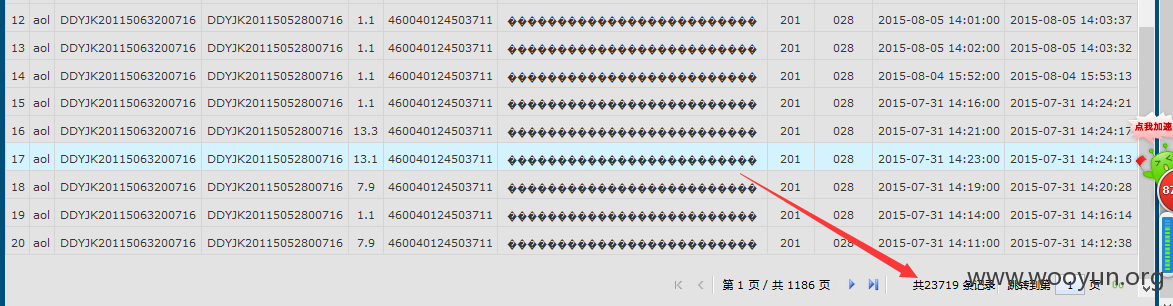 12 aol DDYJK20115063200716 DDYJK20115052800716 1.1 460040124503711 ������������������������������ 201 028 2015-08-05 14:01:00 2015-08-05 14:03:37
13 aol DDYJK20115063200716 DDYJK20115052800716 1.1 460040124503711 ������������������������������ 201 028 2015-08-05 14:02:00 2015-08-05 14:03:32
14 aol DDYJK20115063200716 DDYJK20115052800716 1.1 460040124503711 ������������������������������ 201 028 2015-08-04 15:52:00 2015-08-04 15:53:13
15 aol DDYJK20115063200716 DDYJK20115052800716 1.1 460040124503711 ������������������������������ 201 028 2015-07-31 14:16:00 2015-07-31 14:24:21
16 aol DDYJK20115063200716 DDYJK20115052800716 13.3 460040124503711 ������������������������������ 201 028 2015-07-31 14:21:00 2015-07-31 14:24:17
17 aol DDYJK20115063200716 DDYJK20115052800716 13.1 460040124503711 ������������������������������ 201 028 2015-07-31 14:23:00 2015-07-31 14:24:13
18 aol DDYJK20115063200716 DDYJK20115052800716 7.9 460040124503711 ������������������������������ 201 028 2015-07-31 14:19:00 2015-07-31 14:20:28
19 aol DDYJK20115063200716 DDYJK20115052800716 1.1 460040124503711 ������������������������������ 201 028 2015-07-31 14:14:00 2015-07-31 14:16:14
20 aol DDYJK20115063200716 DDYJK20115052800716 7.9 460040124503711 ������������������������������ 201 028 2015-07-31 14:11:00 2015-07-31 14:12:38
点我加速
87
第 1 页 / 共 1186 页 共23719 条记录 跳转到第 1 页
www.wooyun.org